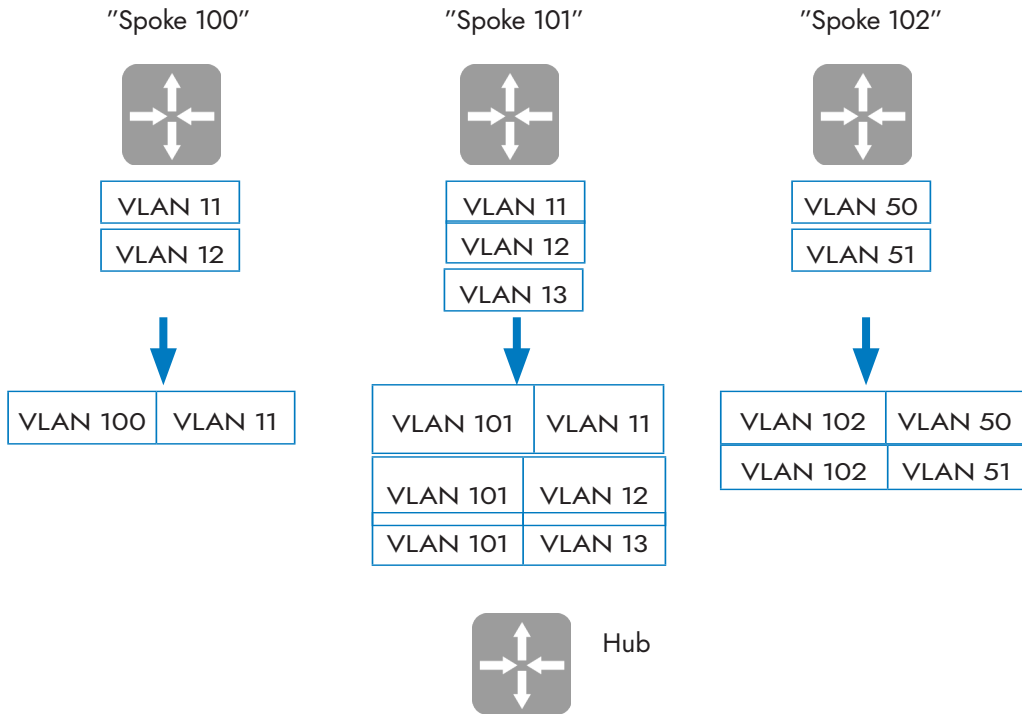 ”Spoke 100” ”Spoke 101” ”Spoke 102”
VLAN 11 VLAN 11 VLAN 50
VLAN 12 VLAN 12 VLAN 51
VLAN 13
VLAN 100 VLAN 11 VLAN 101 VLAN 11 VLAN 102 VLAN 50
VLAN 101 VLAN 12 VLAN 102 VLAN 51
VLAN 101 VLAN 13
Hub